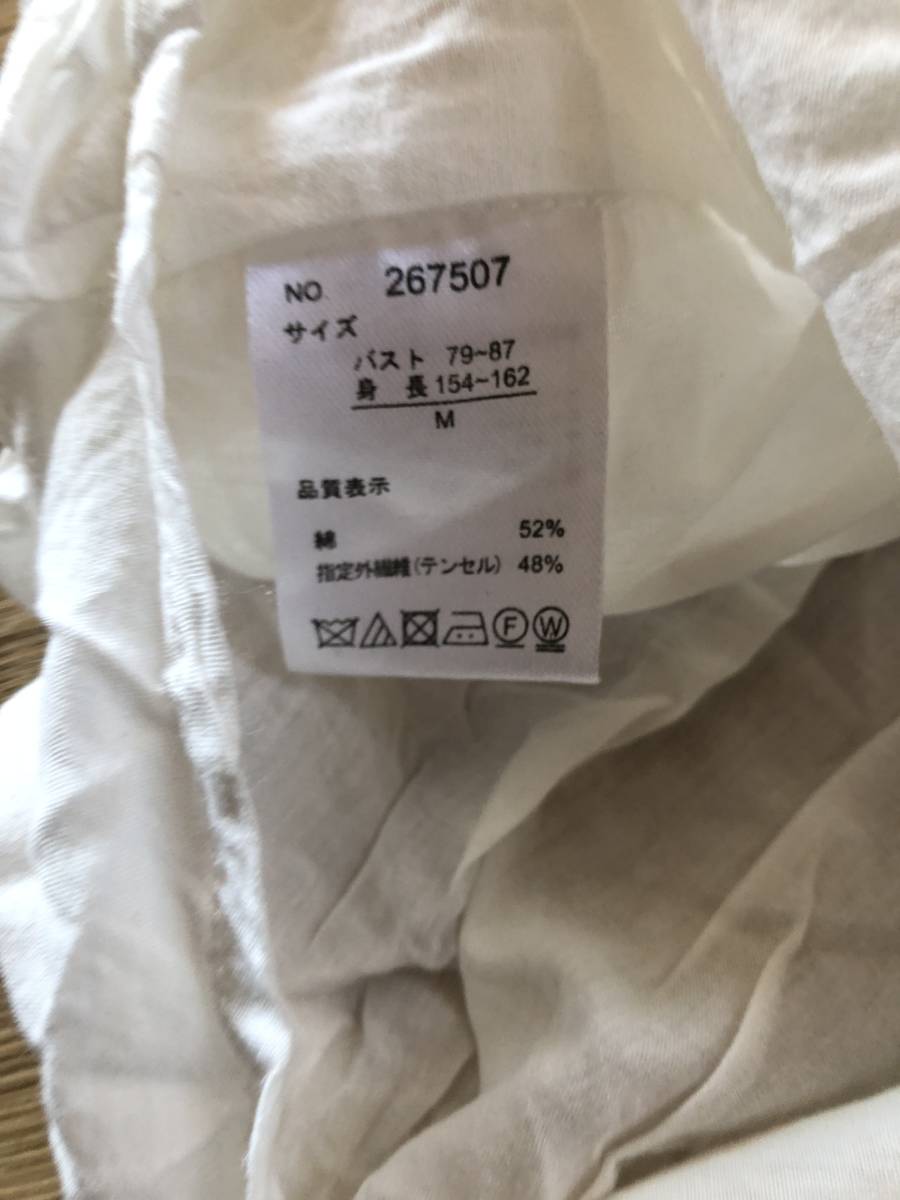 NO. 267507
サイズ
バスト 79~87
身 長 154~162
M
品質表示
綿 52%
指定外繊維(テンセル) 48%
F W